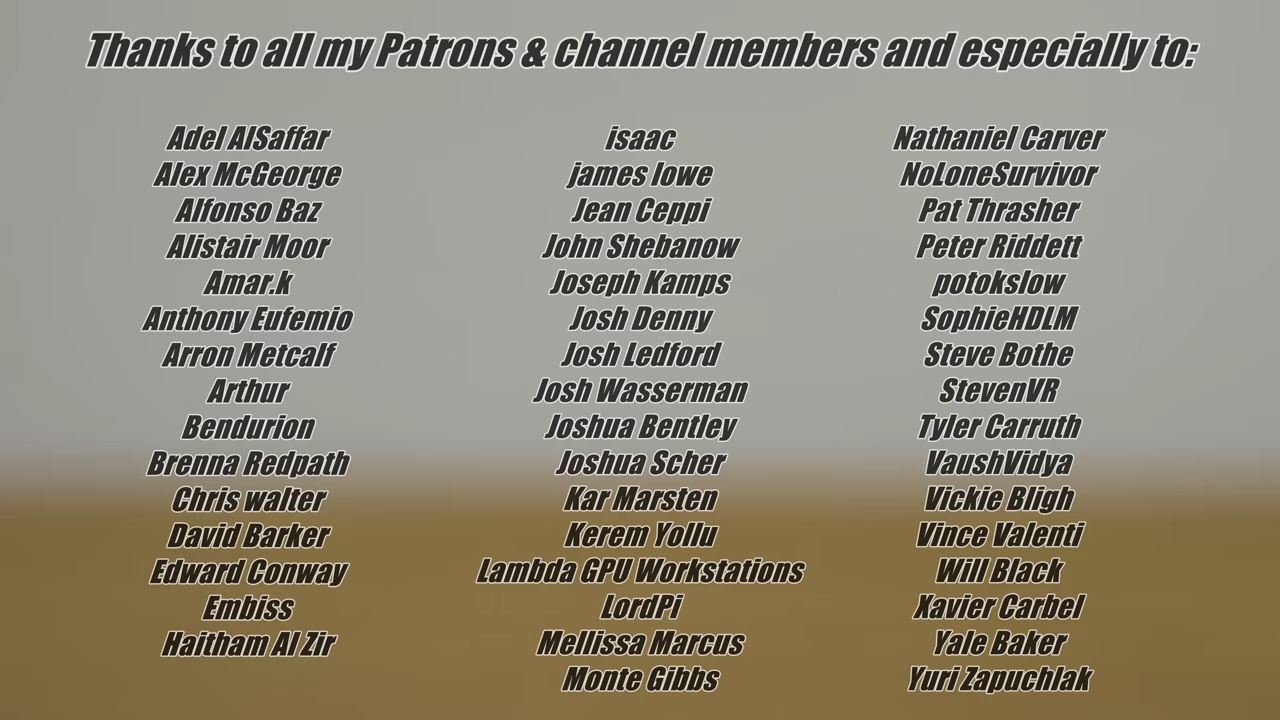 Thanks to all my Patrons & channel members and especially to:
Adel AlSaffar
Alex McGeorge
Alfonso Baz
Alistair Moor
Amar.k
Anthony Eufemio
Arron Metcalf
Arthur
Bendurion
Brenna Redpath
Chris walter
David Barker
Edward Conway
Embiss
Haitham Al Zir
isaac
james lowe
Jean Ceppi
John Shebanow
Joseph Kamps
Josh Denny
Josh Ledford
Josh Wasserman
Joshua Bentley
Joshua Scher
Kar Marsten
Kerem Yollu
Lambda GPU Workstations
LordPi
Mellissa Marcus
Monte Gibbs
Nathaniel Carver
NoLoneSurvivor
Pat Thrasher
Peter Riddett
potokslow
SophieHDLM
Steve Bothe
StevenVR
Tyler Carruth
VaushVidya
Vickie Bligh
Vince Valenti
Will Black
Xavier Carbel
Yale Baker
Yuri Zapuchlak